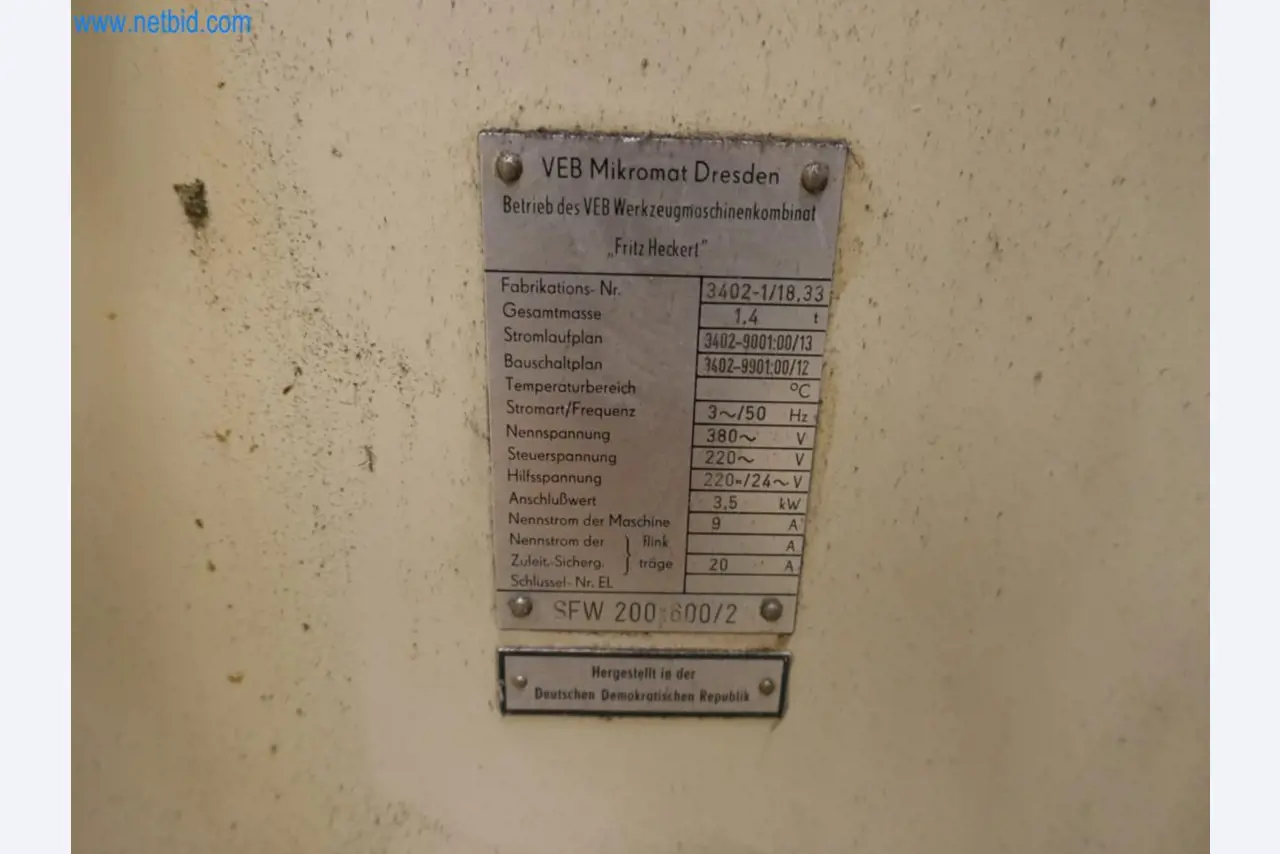 www.netbid.com
VEB Mikromat Dresden
Betrieb des VEB Werkzeugmaschinenkombinat
„Fritz Heckert”
Fabrikations-Nr. 3402-1/18.33
Gesamtmasse 1,4 t
Stromlaufplan 3402-9001:00/13
Bauschaltplan 3402-9901:00/12
Temperaturbereich °C
Stromart/Frequenz 3~/50 Hz
Nennspannung 380~ V
Steuerspannung 220~ V
Hilfsspannung 220=/24~ V
Anschlußwert 3,5 kW
Nennstrom der Maschine 9 A
Nennstrom der } flink A
Zuleit.-Sicherg. träge 20 A
Schlüssel-Nr. EL
SFW 200×600/2
Hergestellt in der
Deutschen Demokratischen Republik